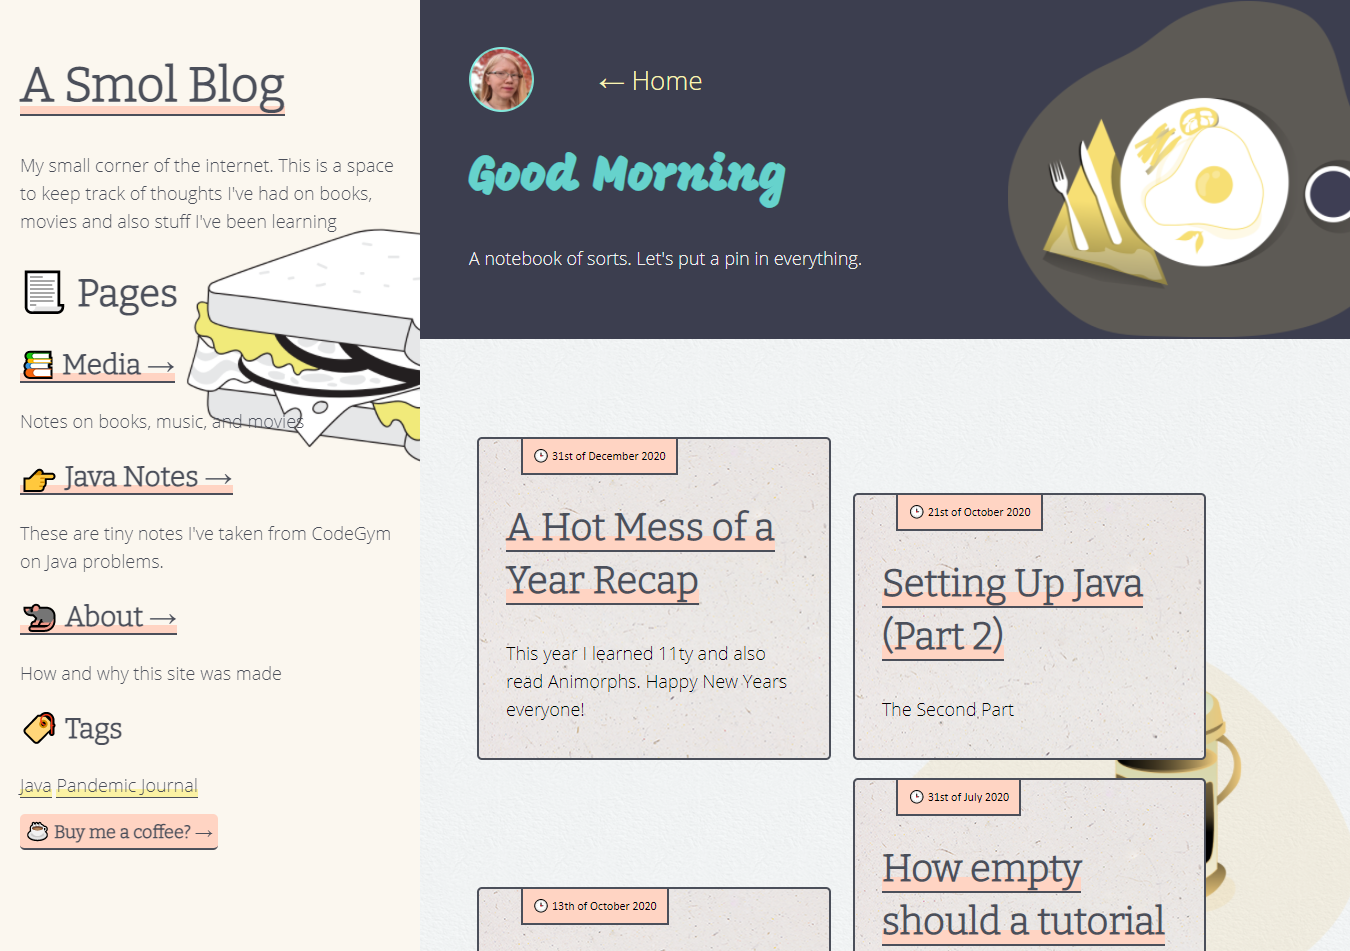 A Smol Blog
My small corner of the internet. This is a space
to keep track of thoughts I've had on books,
movies and also stuff I've been learning
Pages
Media →
Notes on books, music, and movies
Java Notes →
These are tiny notes I've taken from CodeGym
on Java problems.
About →
How and why this site was made
Tags
Java Pandemic Journal
Buy me a coffee? →
← Home
Good Morning
A notebook of sorts. Let's put a pin in everything.
31st of December 2020
A Hot Mess of a
Year Recap
This year I learned 11ty and also
read Animorphs. Happy New Years
everyone!
21st of October 2020
Setting Up Java
(Part 2)
The Second Part
13th of October 2020
31st of July 2020
How empty
should a tutorial